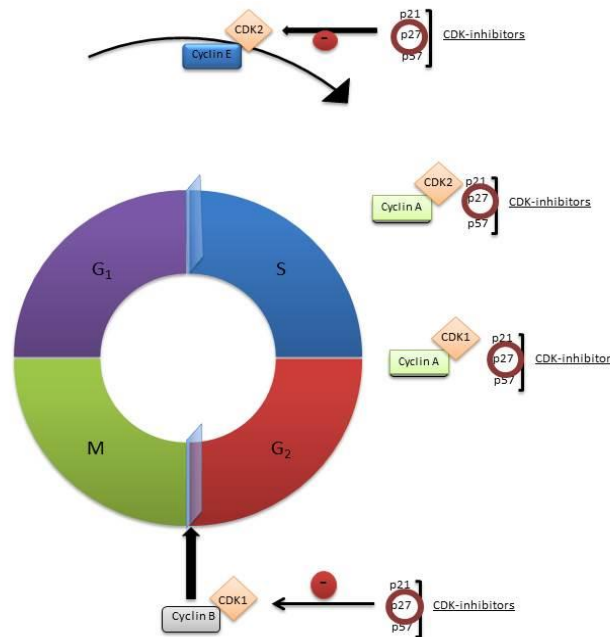 p21
CDK2
p27
CDK-inhibitors
Cyclin E
p57
CDK2
p21
p27
CDK-inhibitors
Cyclin A
p57
G₁
S
p21
CDK1
p27
CDK-inhibitor
Cyclin A
p57
M
G₂
p21
CDK1
p27
CDK-inhibitors
Cyclin B
p57